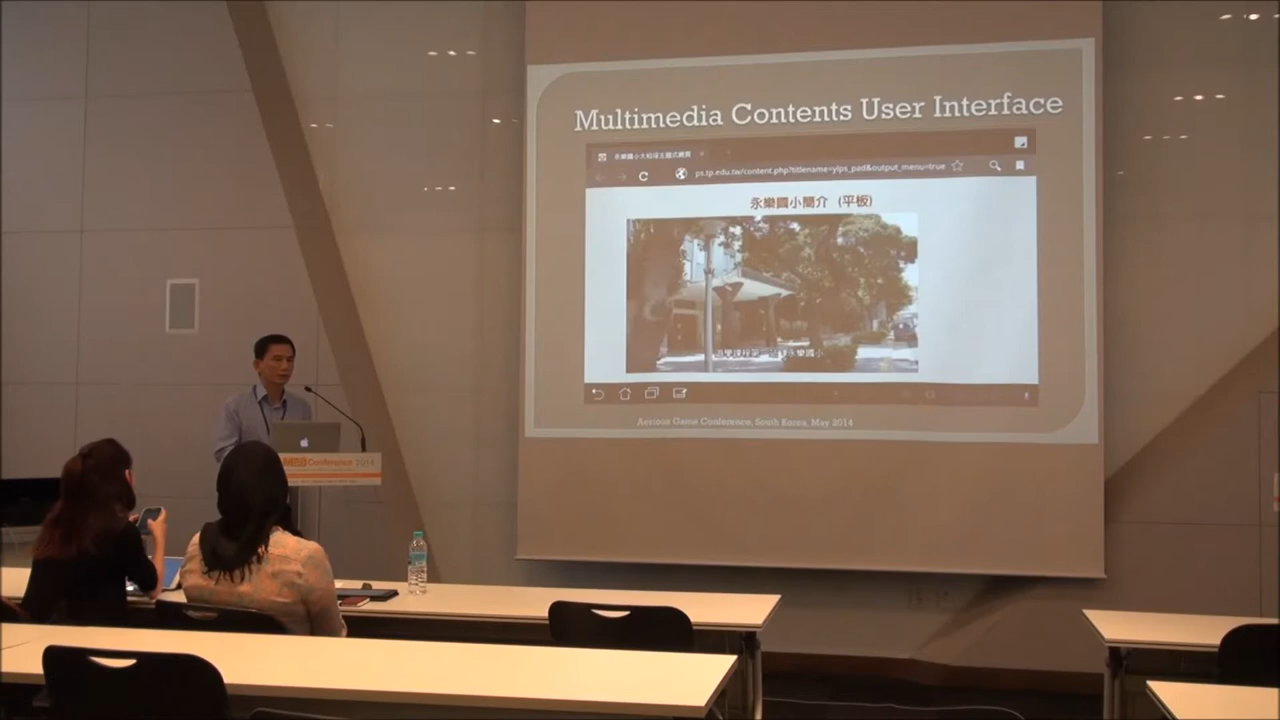 Multimedia Contents User Interface
ps.tp.edu.tw/content.php?titlename=ylps_pad&output_menu=true
永樂國小簡介 (平板)
Game Conference, South Korea, May 2014
Conference 2014